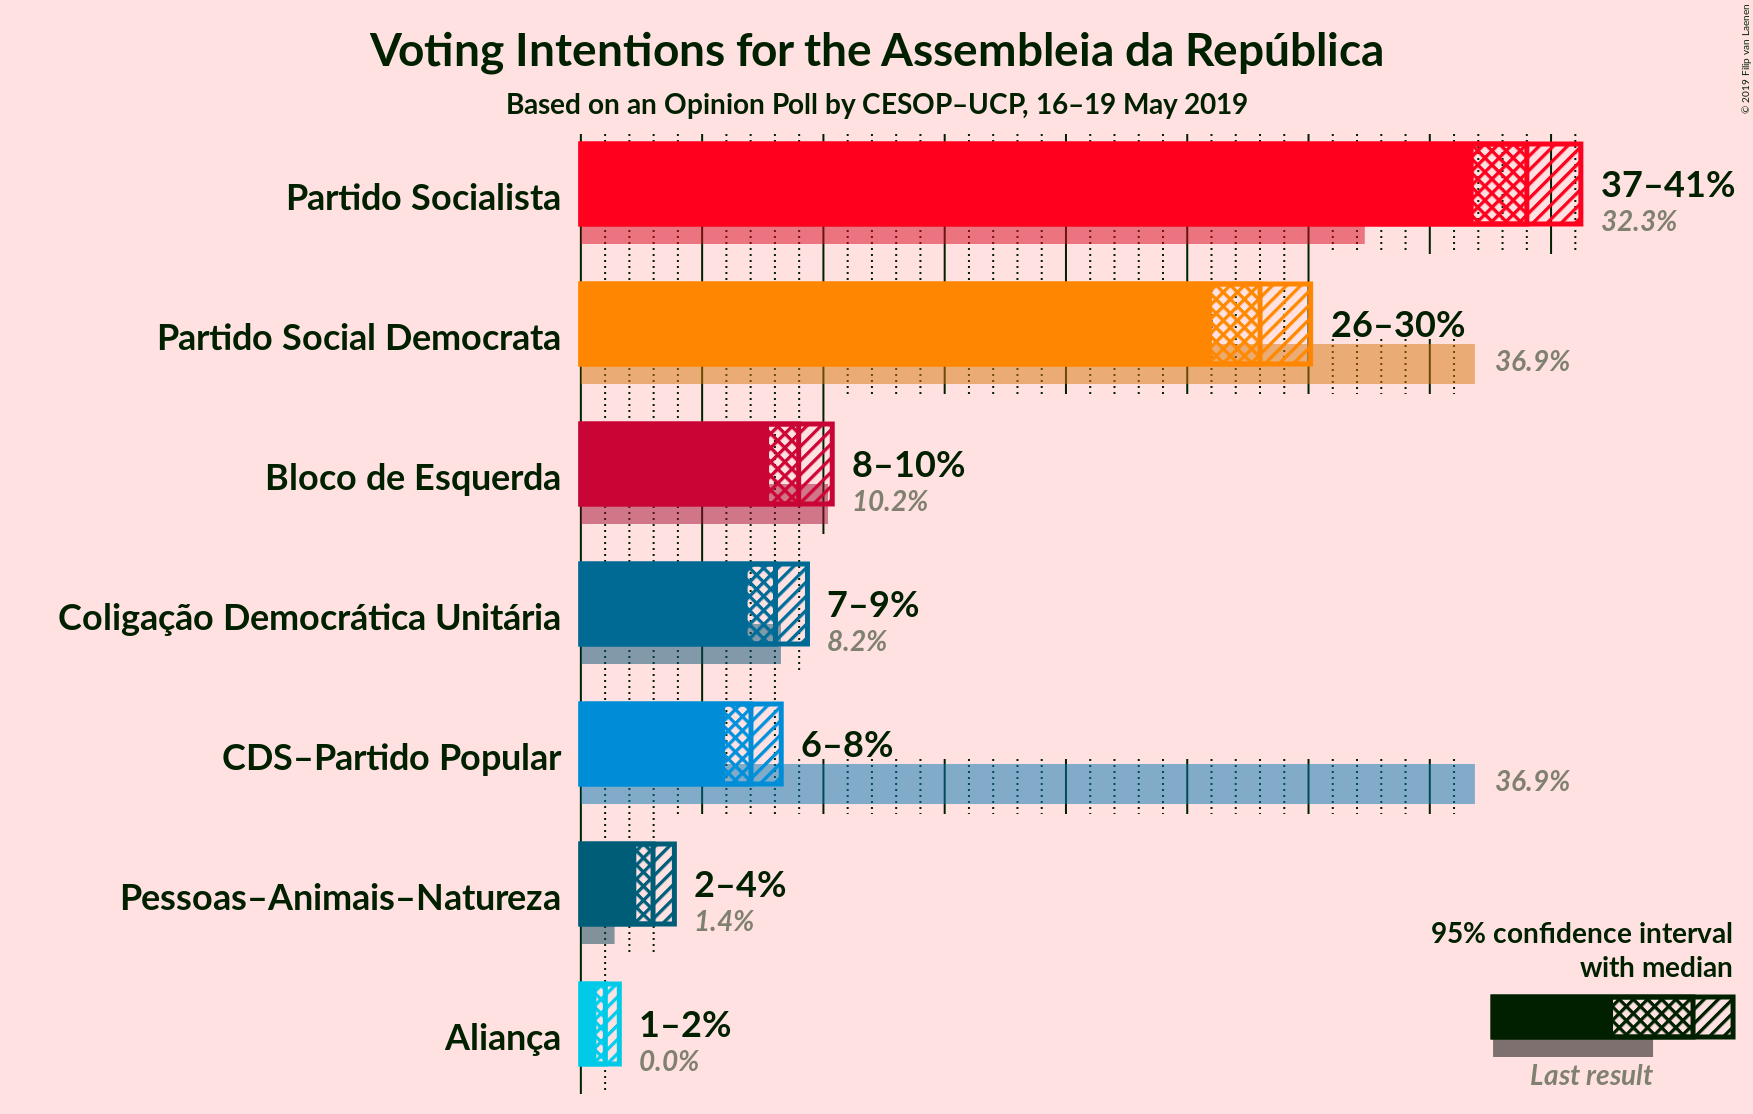 Voting Intentions for the Assembleia da República
Based on an Opinion Poll by CESOP–UCP, 16–19 May 2019
© 2019 Filip van Laenen
Partido Socialista
37–41%
32.3%
Partido Social Democrata
26–30%
36.9%
Bloco de Esquerda
8–10%
10.2%
Coligação Democrática Unitária
7–9%
8.2%
CDS–Partido Popular
6–8%
36.9%
Pessoas–Animais–Natureza
2–4%
1.4%
Aliança
1–2%
0.0%
95% confidence interval
with median
Last result